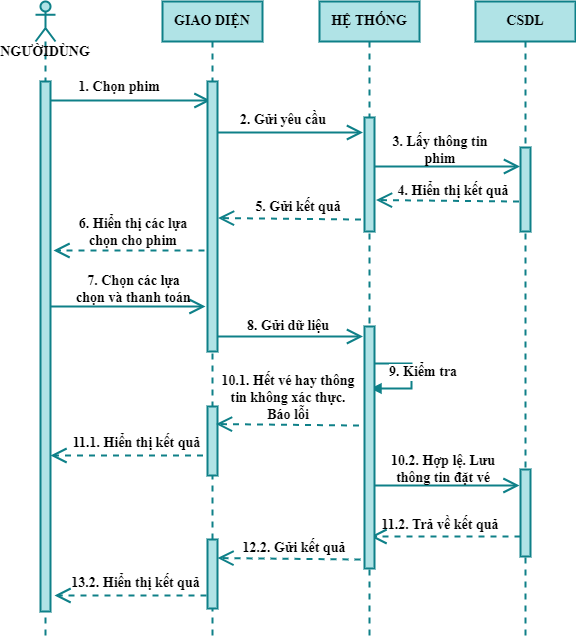 NGƯỜIDÙNG
GIAO DIỆN
HỆ THỐNG
CSDL
1. Chọn phim
2. Gửi yêu cầu
3. Lấy thông tin
phim
4. Hiển thị kết quả
5. Gửi kết quả
6. Hiển thị các lựa
chọn cho phim
7. Chọn các lựa
chọn và thanh toán
8. Gửi dữ liệu
9. Kiểm tra
10.1. Hết vé hay thông
tin không xác thực.
Báo lỗi
11.1. Hiển thị kết quả
10.2. Hợp lệ. Lưu
thông tin đặt vé
11.2. Trả về kết quả
12.2. Gửi kết quả
13.2. Hiển thị kết quả